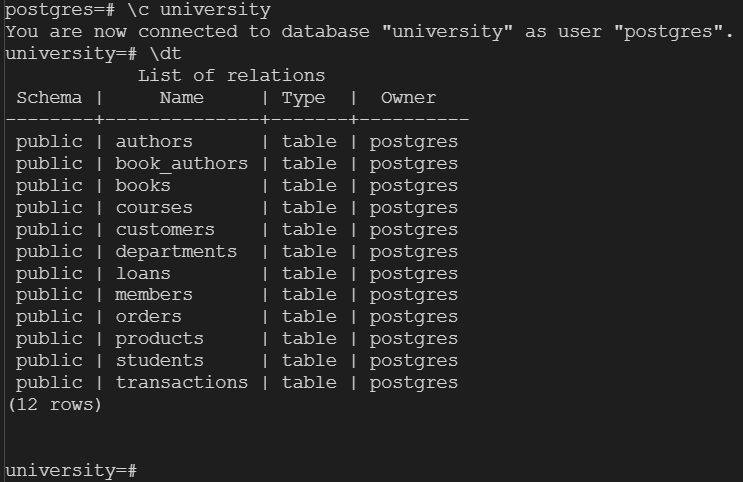 postgres=# \c university
You are now connected to database "university" as user "postgres".
university=# \dt
            List of relations
 Schema |     Name     | Type  |  Owner
--------+--------------+-------+----------
 public | authors      | table | postgres
 public | book_authors | table | postgres
 public | books        | table | postgres
 public | courses      | table | postgres
 public | customers    | table | postgres
 public | departments  | table | postgres
 public | loans        | table | postgres
 public | members      | table | postgres
 public | orders       | table | postgres
 public | products     | table | postgres
 public | students     | table | postgres
 public | transactions | table | postgres
(12 rows)
university=#